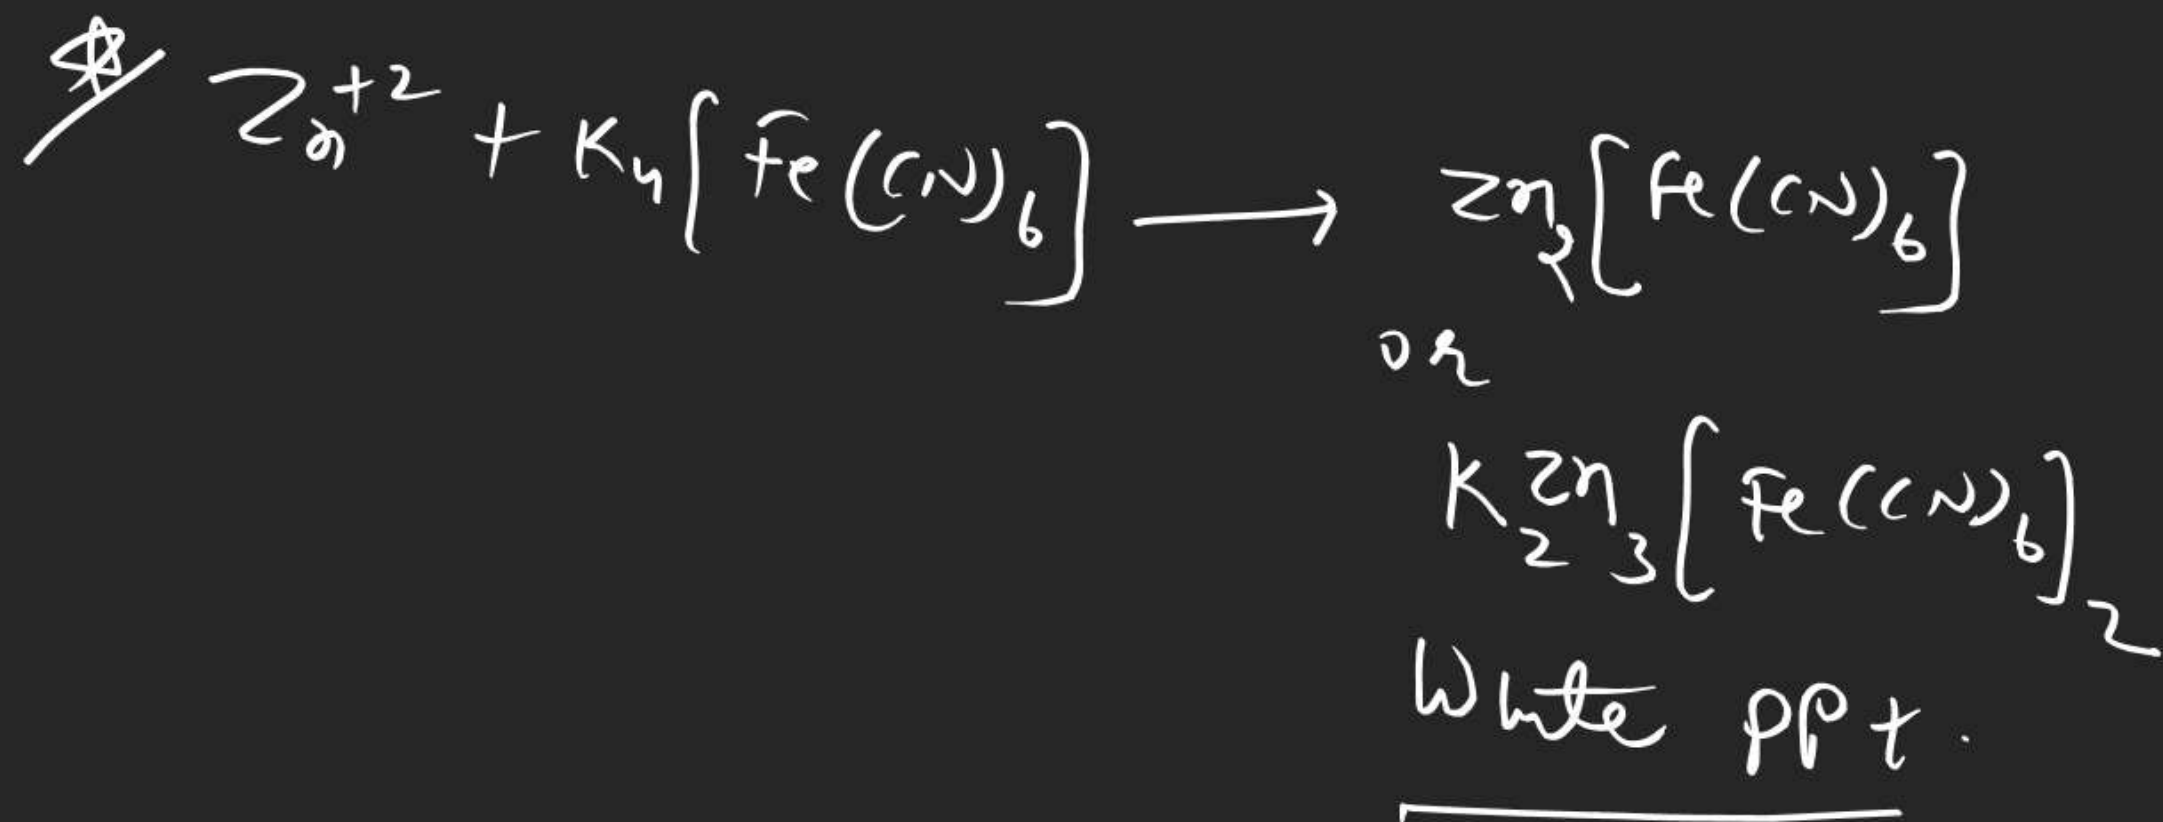 Zn⁺² + K₄[Fe(CN)₆] ⟶ Zn₂[Fe(CN)₆]
or
K₂Zn₃[Fe(CN)₆]₂
White ppt.